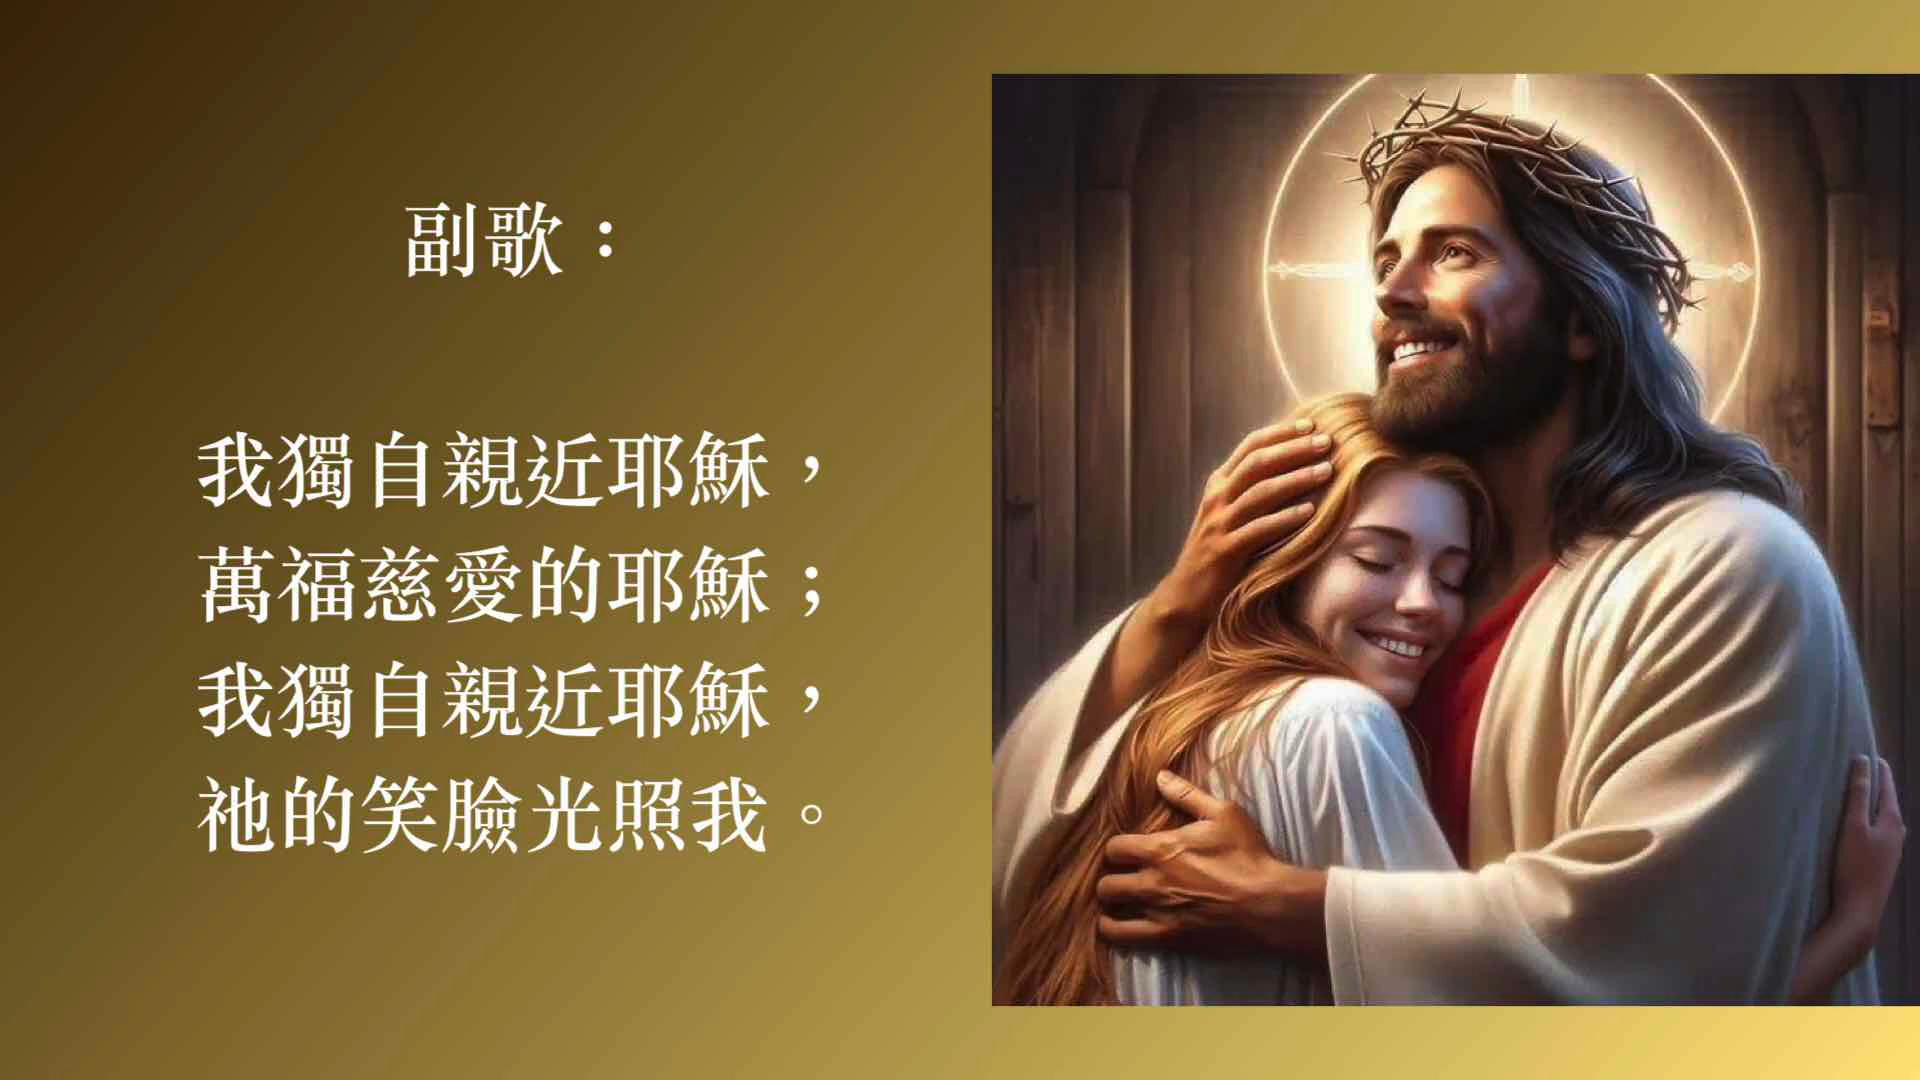 副歌：
我獨自親近耶穌，
萬福慈愛的耶穌；
我獨自親近耶穌，
祂的笑臉光照我。